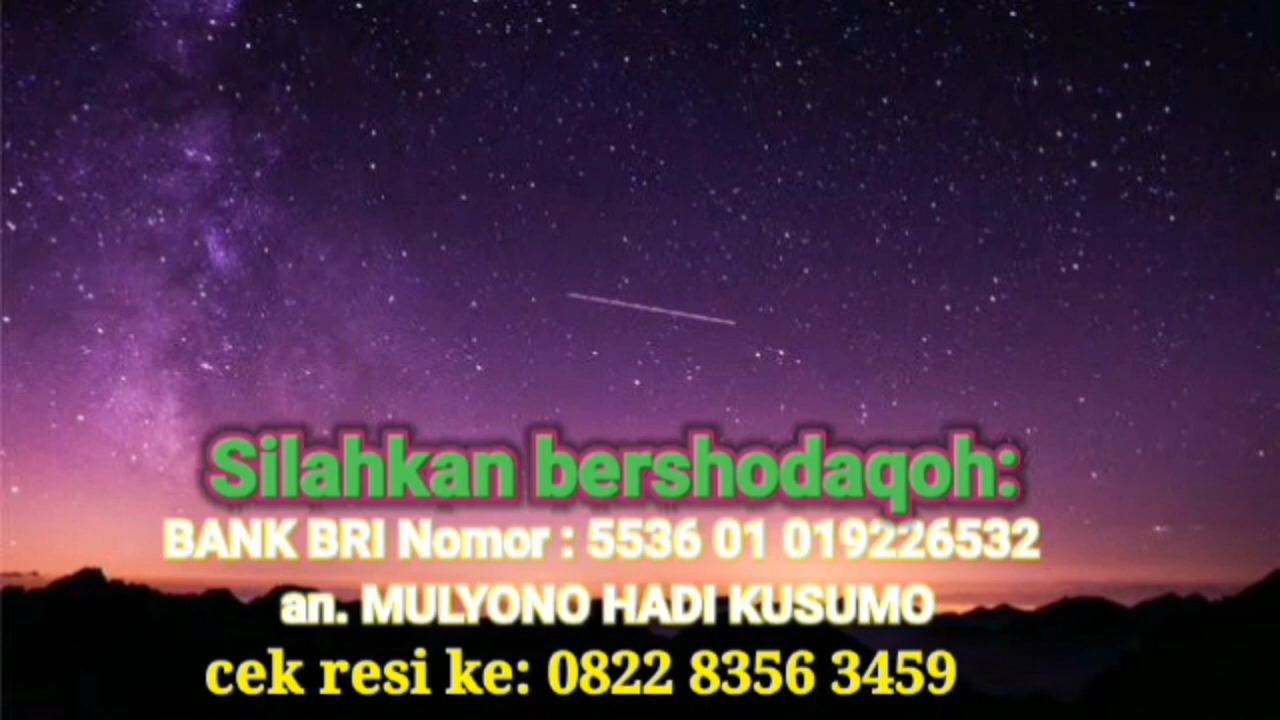 Silahkan bershodaqoh:
BANK BRI Nomor : 5536 01 019226532
an. MULYONO HADI KUSUMO
cek resi ke: 0822 8356 3459